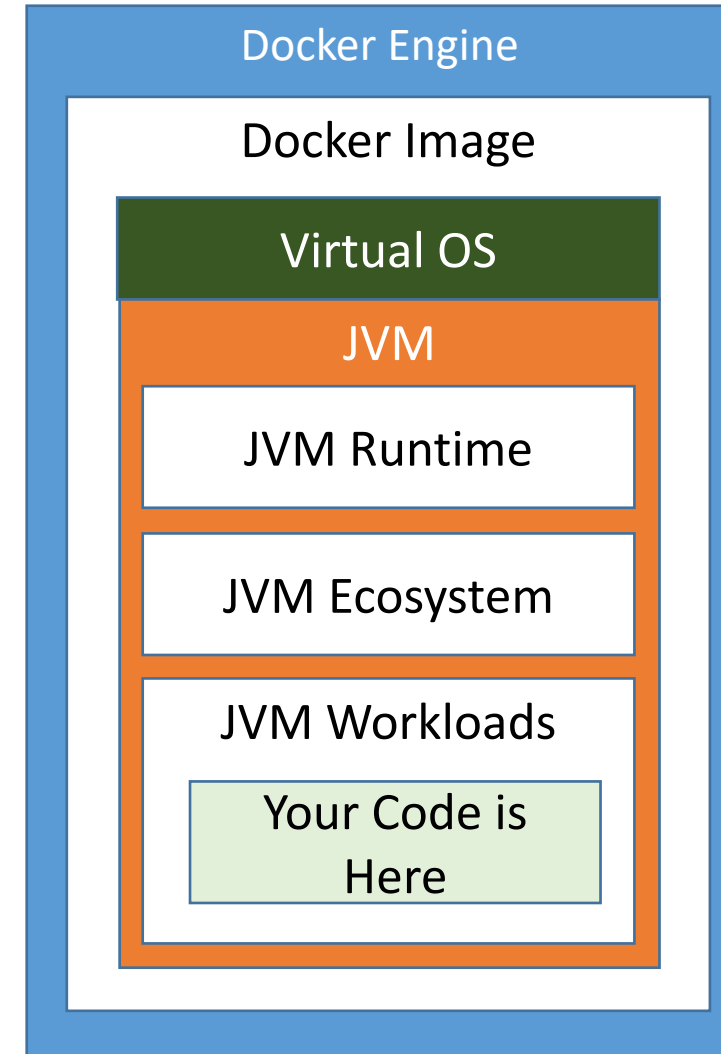 Docker Engine
Docker Image
Virtual OS
JVM
JVM Runtime
JVM Ecosystem
JVM Workloads
Your Code is
Here